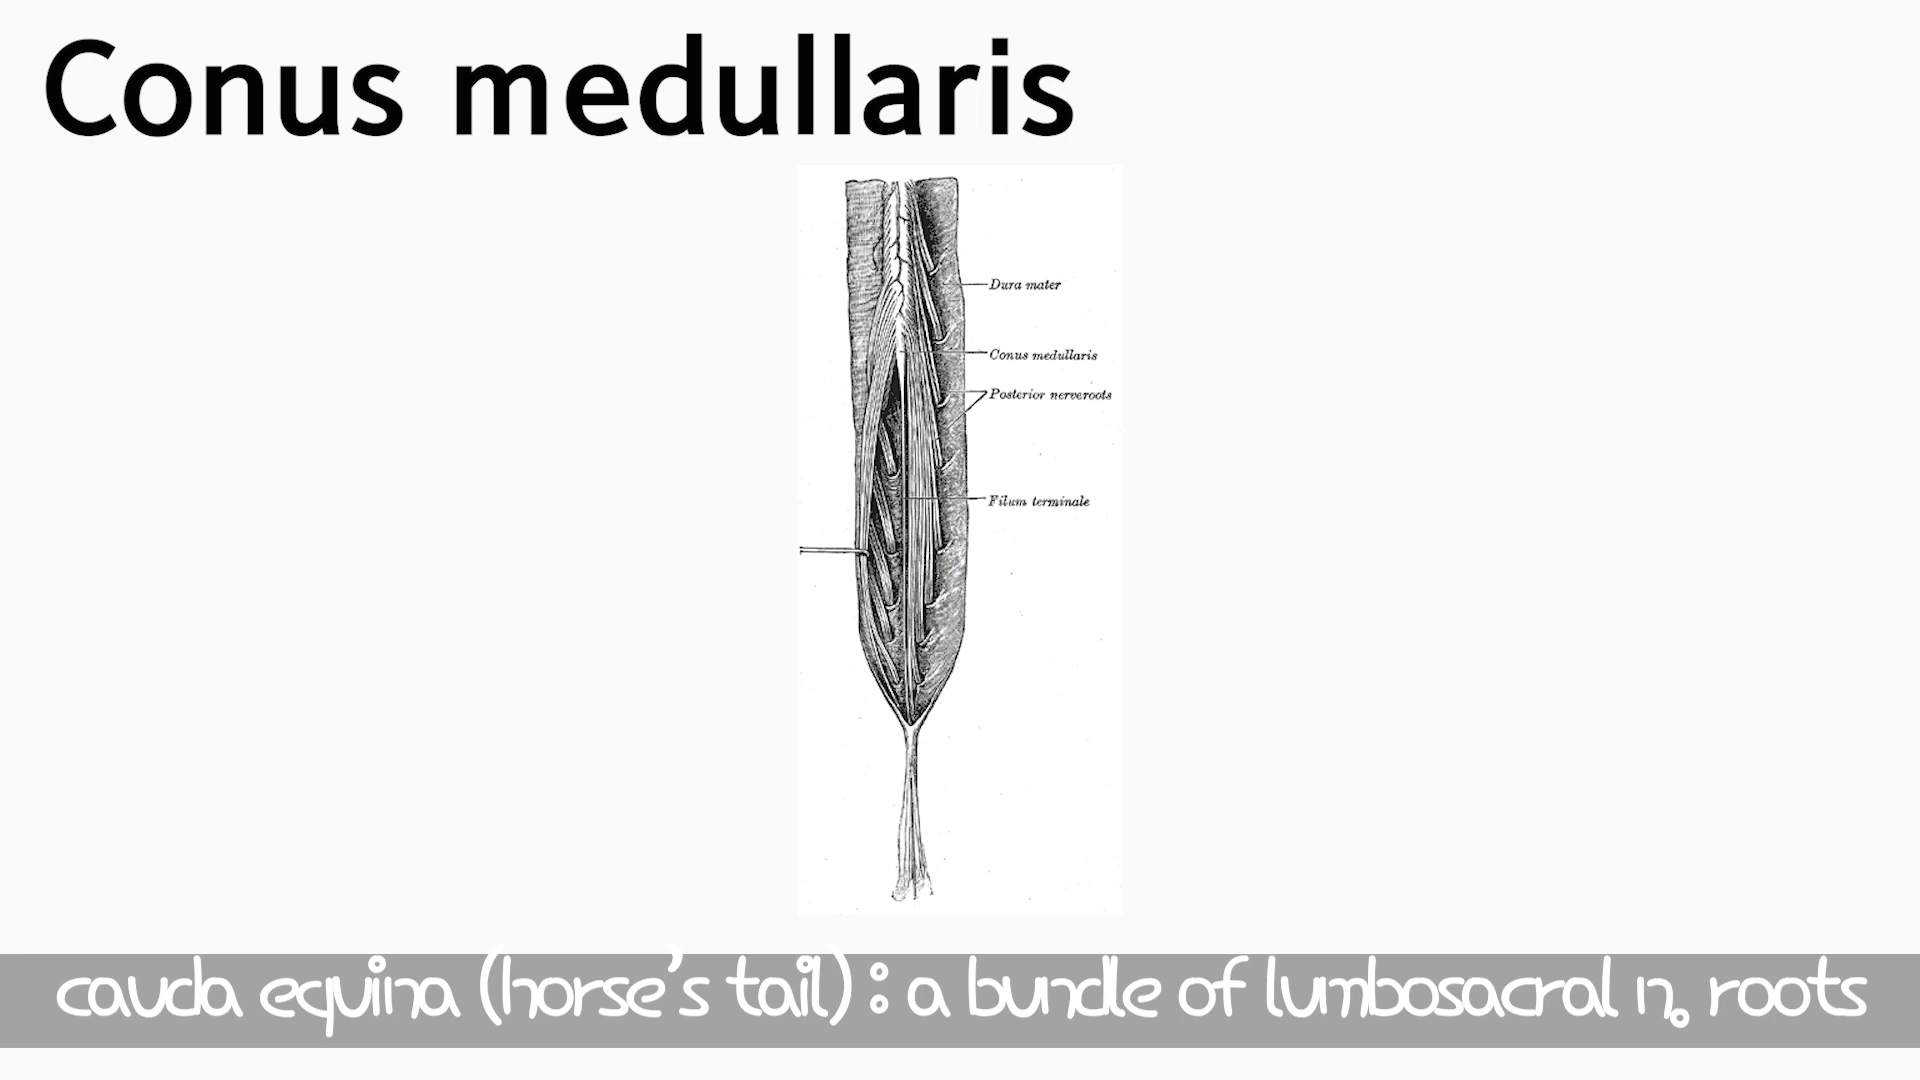 Conus medullaris
Dura mater
Conus medullaris
Posterior nerveroots
Filum terminale
cauda equina (horse's tail) : a bundle of lumbosacral n. roots